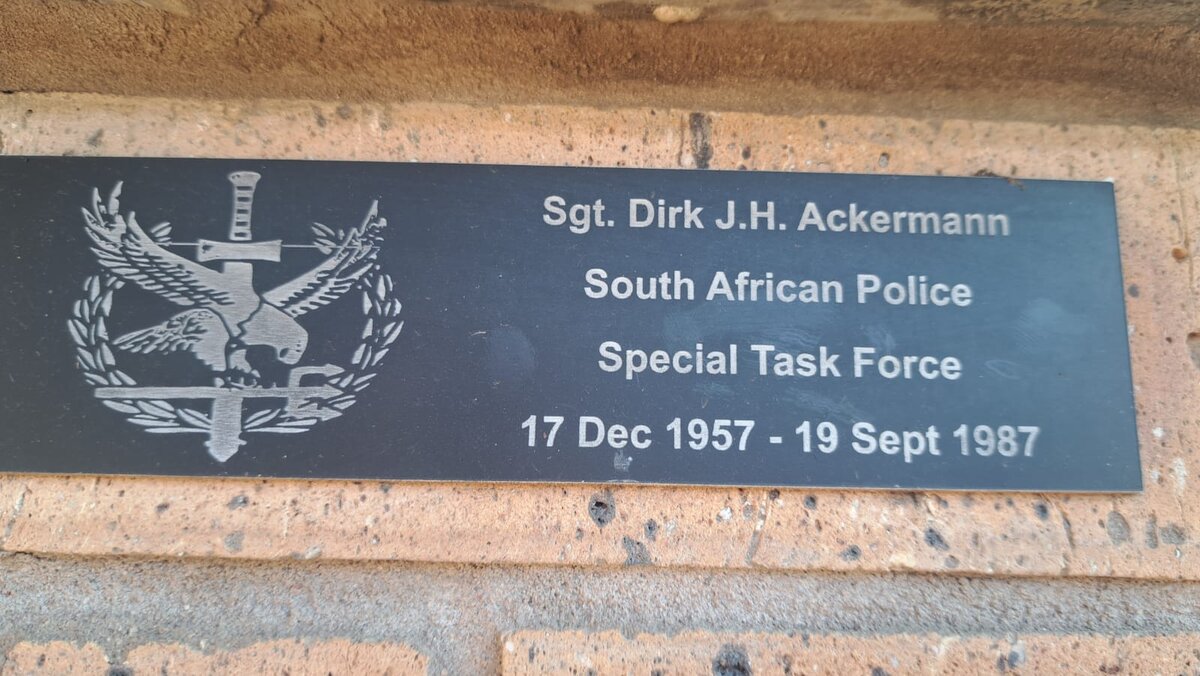 Sgt. Dirk J.H. Ackermann
South African Police
Special Task Force
17 Dec 1957 - 19 Sept 1987